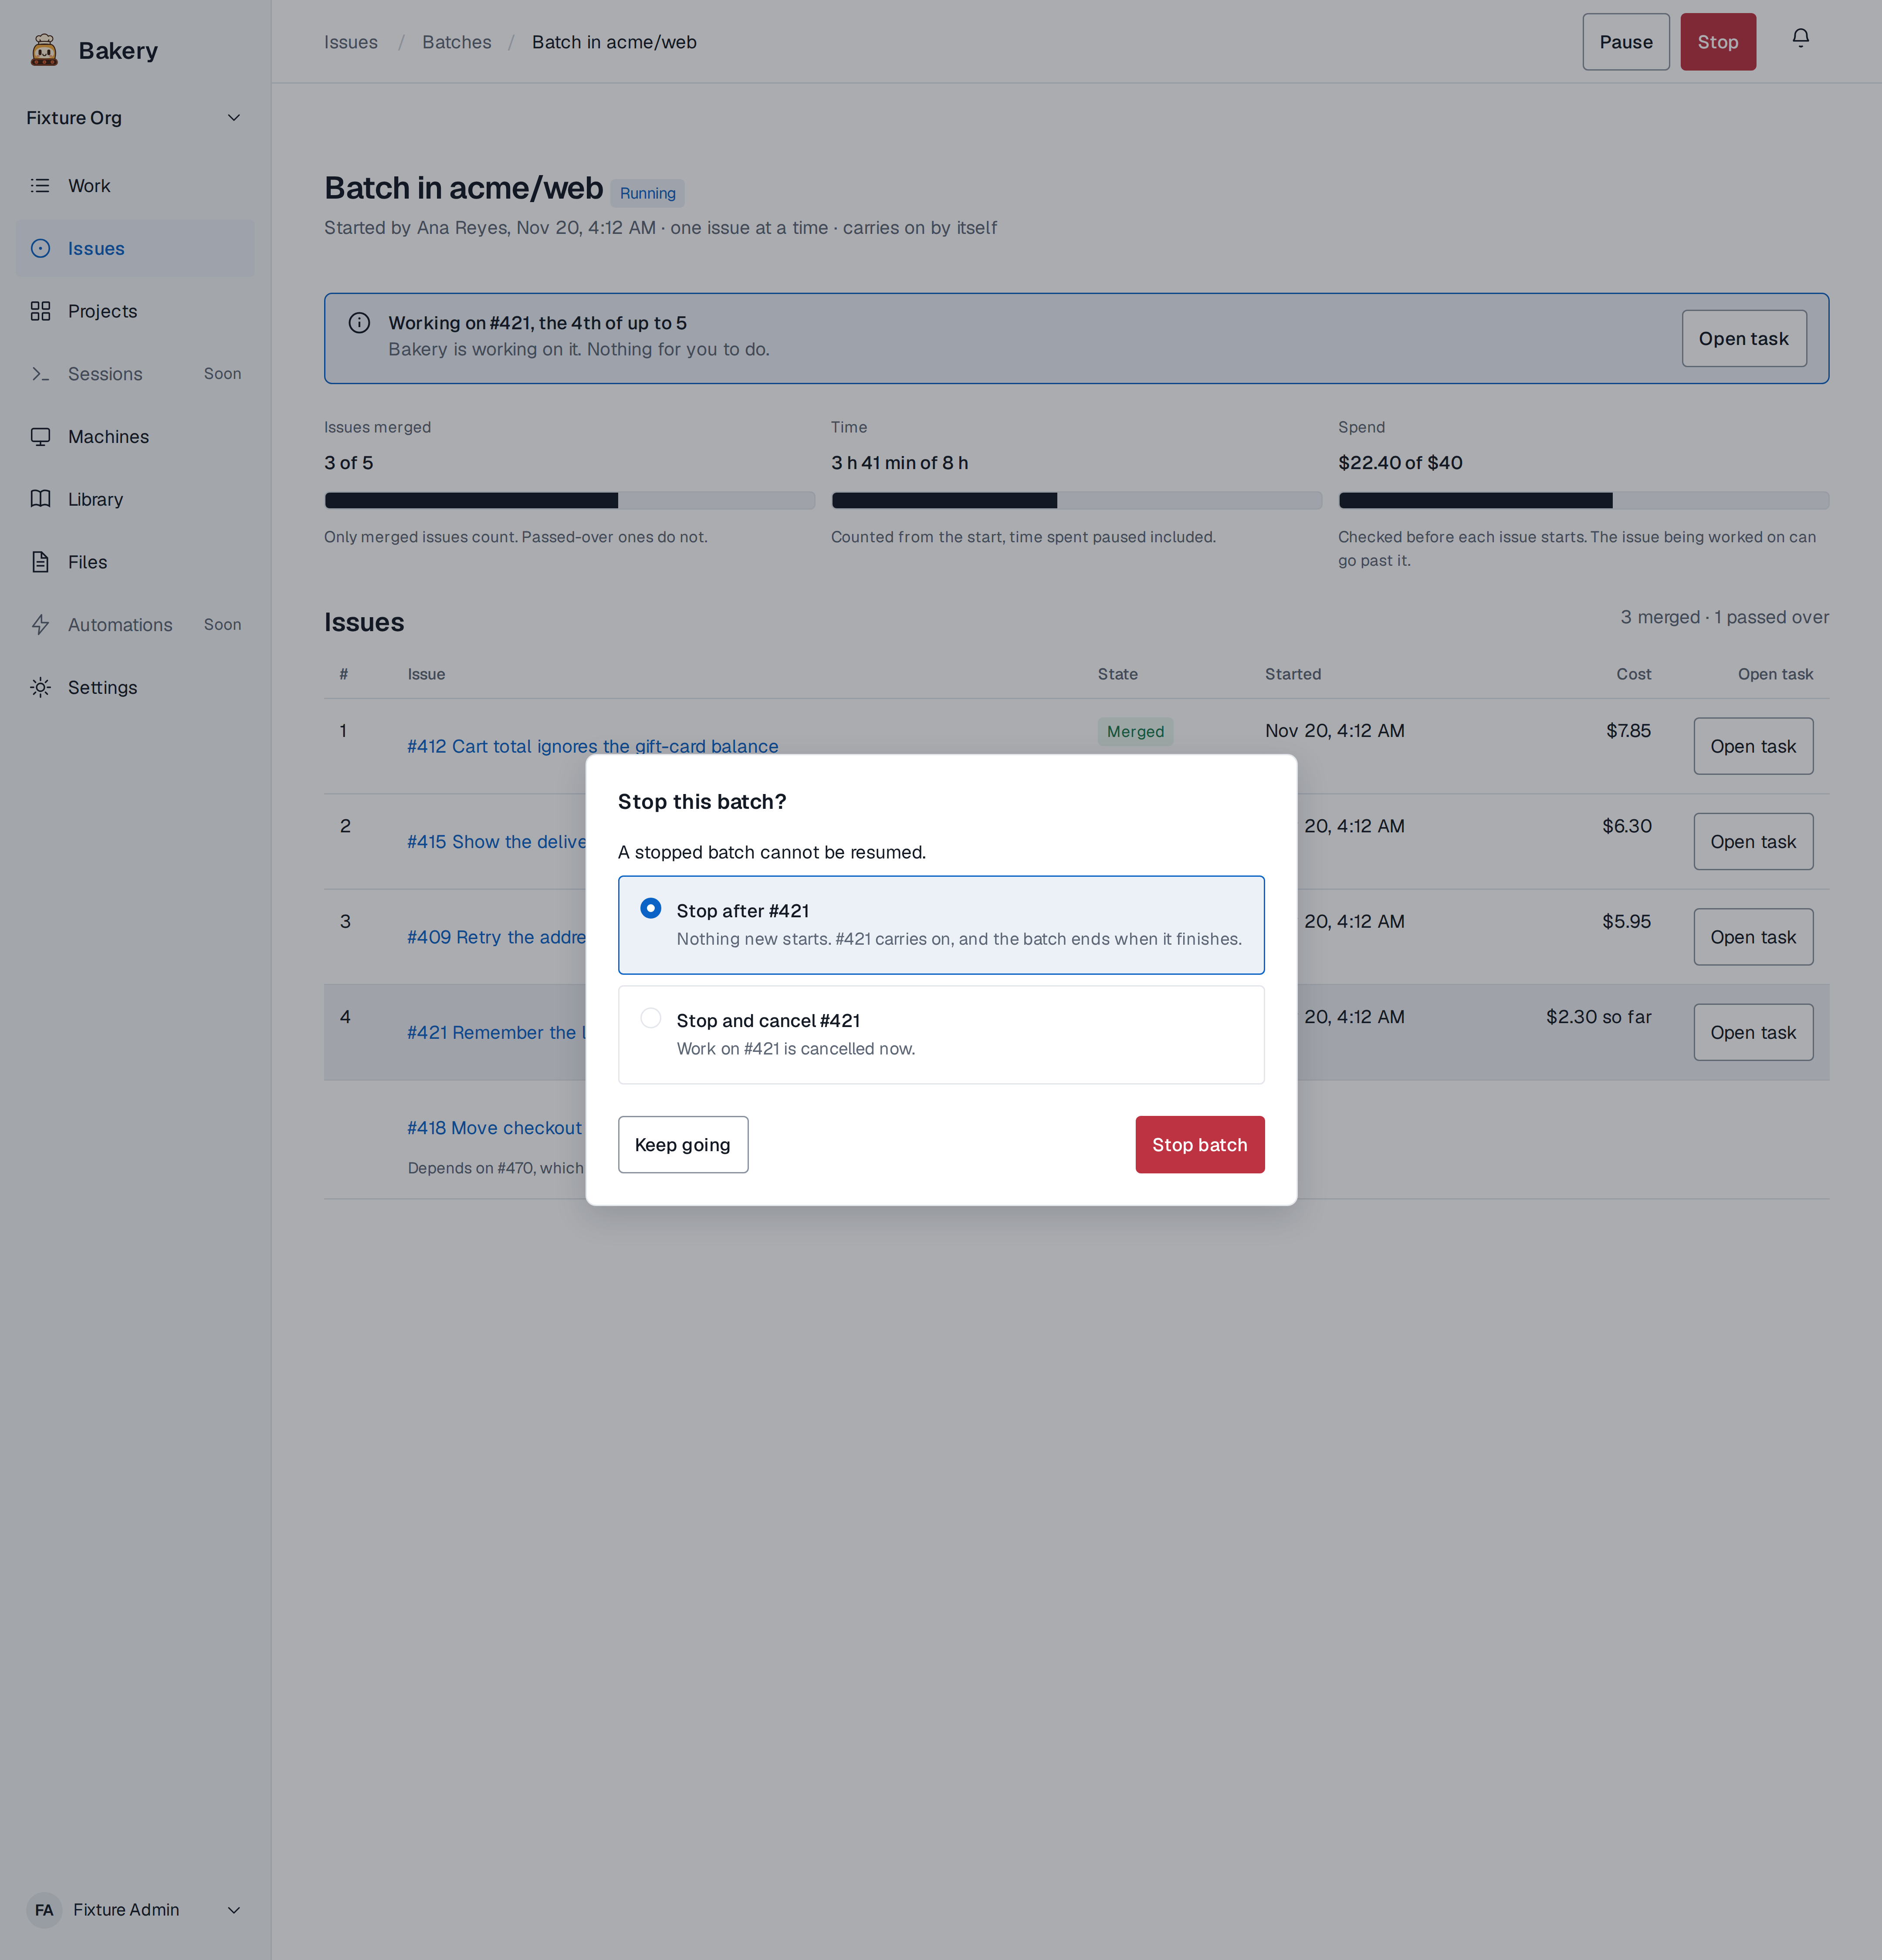 Bakery
Fixture Org
Work
Issues
Projects
Sessions Soon
Machines
Library
Files
Automations Soon
Settings
FA Fixture Admin
Issues / Batches / Batch in acme/web
Pause
Stop
Batch in acme/web Running
Started by Ana Reyes, Nov 20, 4:12 AM · one issue at a time · carries on by itself
Working on #421, the 4th of up to 5
Bakery is working on it. Nothing for you to do.
Open task
Issues merged
3 of 5
Only merged issues count. Passed-over ones do not.
Time
3 h 41 min of 8 h
Counted from the start, time spent paused included.
Spend
$22.40 of $40
Checked before each issue starts. The issue being worked on can
go past it.
Issues
3 merged · 1 passed over
# Issue State Started Cost Open task
1 #412 Cart total ignores the gift-card balance Merged Nov 20, 4:12 AM $7.85 Open task
2 #415 Show the 20, 4:12 AM $6.30 Open task
3 #409 Retry the 20, 4:12 AM $5.95 Open task
4 #421 Remember the 20, 4:12 AM $2.30 so far Open task
#418 Move checkout
Depends on #470, which
Stop this batch?
A stopped batch cannot be resumed.
Stop after #421
Nothing new starts. #421 carries on, and the batch ends when it finishes.
Stop and cancel #421
Work on #421 is cancelled now.
Keep going
Stop batch